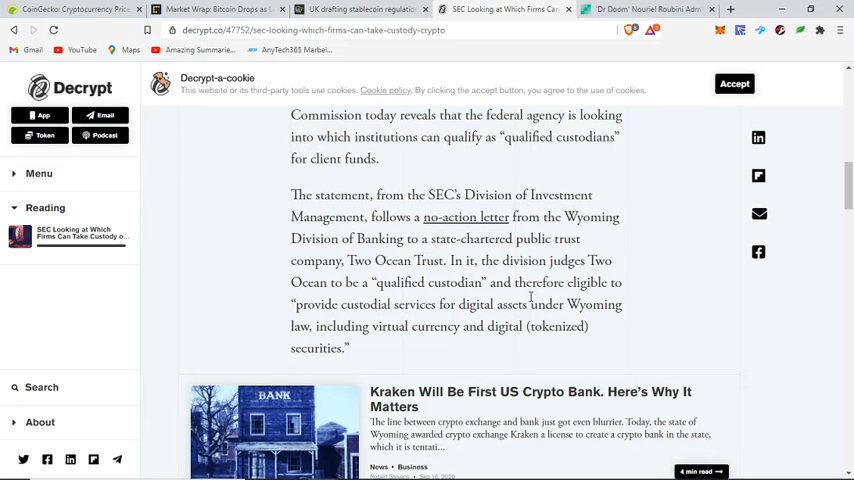 CoinGecko: Cryptocurrency Price
Market Wrap: Bitcoin Drops as L
UK drafting stablecoin regulation
SEC Looking at Which Firms Can
'Dr Doom' Nouriel Roubini Adm
decrypt.co/47752/sec-looking-which-firms-can-take-custody-crypto
Gmail
YouTube
Maps
Amazing Summarie...
AnyTech365 Marbel...
Decrypt
App
Email
Token
Podcast
Menu
Reading
SEC Looking at Which
Firms Can Take Custody o...
Search
About
Decrypt-a-cookie
This website or its third-party tools use cookies. Cookie policy. By clicking the accept button, you agree to the use of cookies.
Accept
Commission today reveals that the federal agency is looking
into which institutions can qualify as “qualified custodians”
for client funds.
The statement, from the SEC’s Division of Investment
Management, follows a no-action letter from the Wyoming
Division of Banking to a state-chartered public trust
company, Two Ocean Trust. In it, the division judges Two
Ocean to be a “qualified custodian” and therefore eligible to
“provide custodial services for digital assets under Wyoming
law, including virtual currency and digital (tokenized)
securities.”
BANK
Kraken Will Be First US Crypto Bank. Here’s Why It
Matters
The line between crypto exchange and bank just got even blurrier. Today, the state of
Wyoming awarded crypto exchange Kraken a license to create a crypto bank in the state,
which it is tentati...
News • Business
Robert Stevens • Sep 16, 2020
4 min read